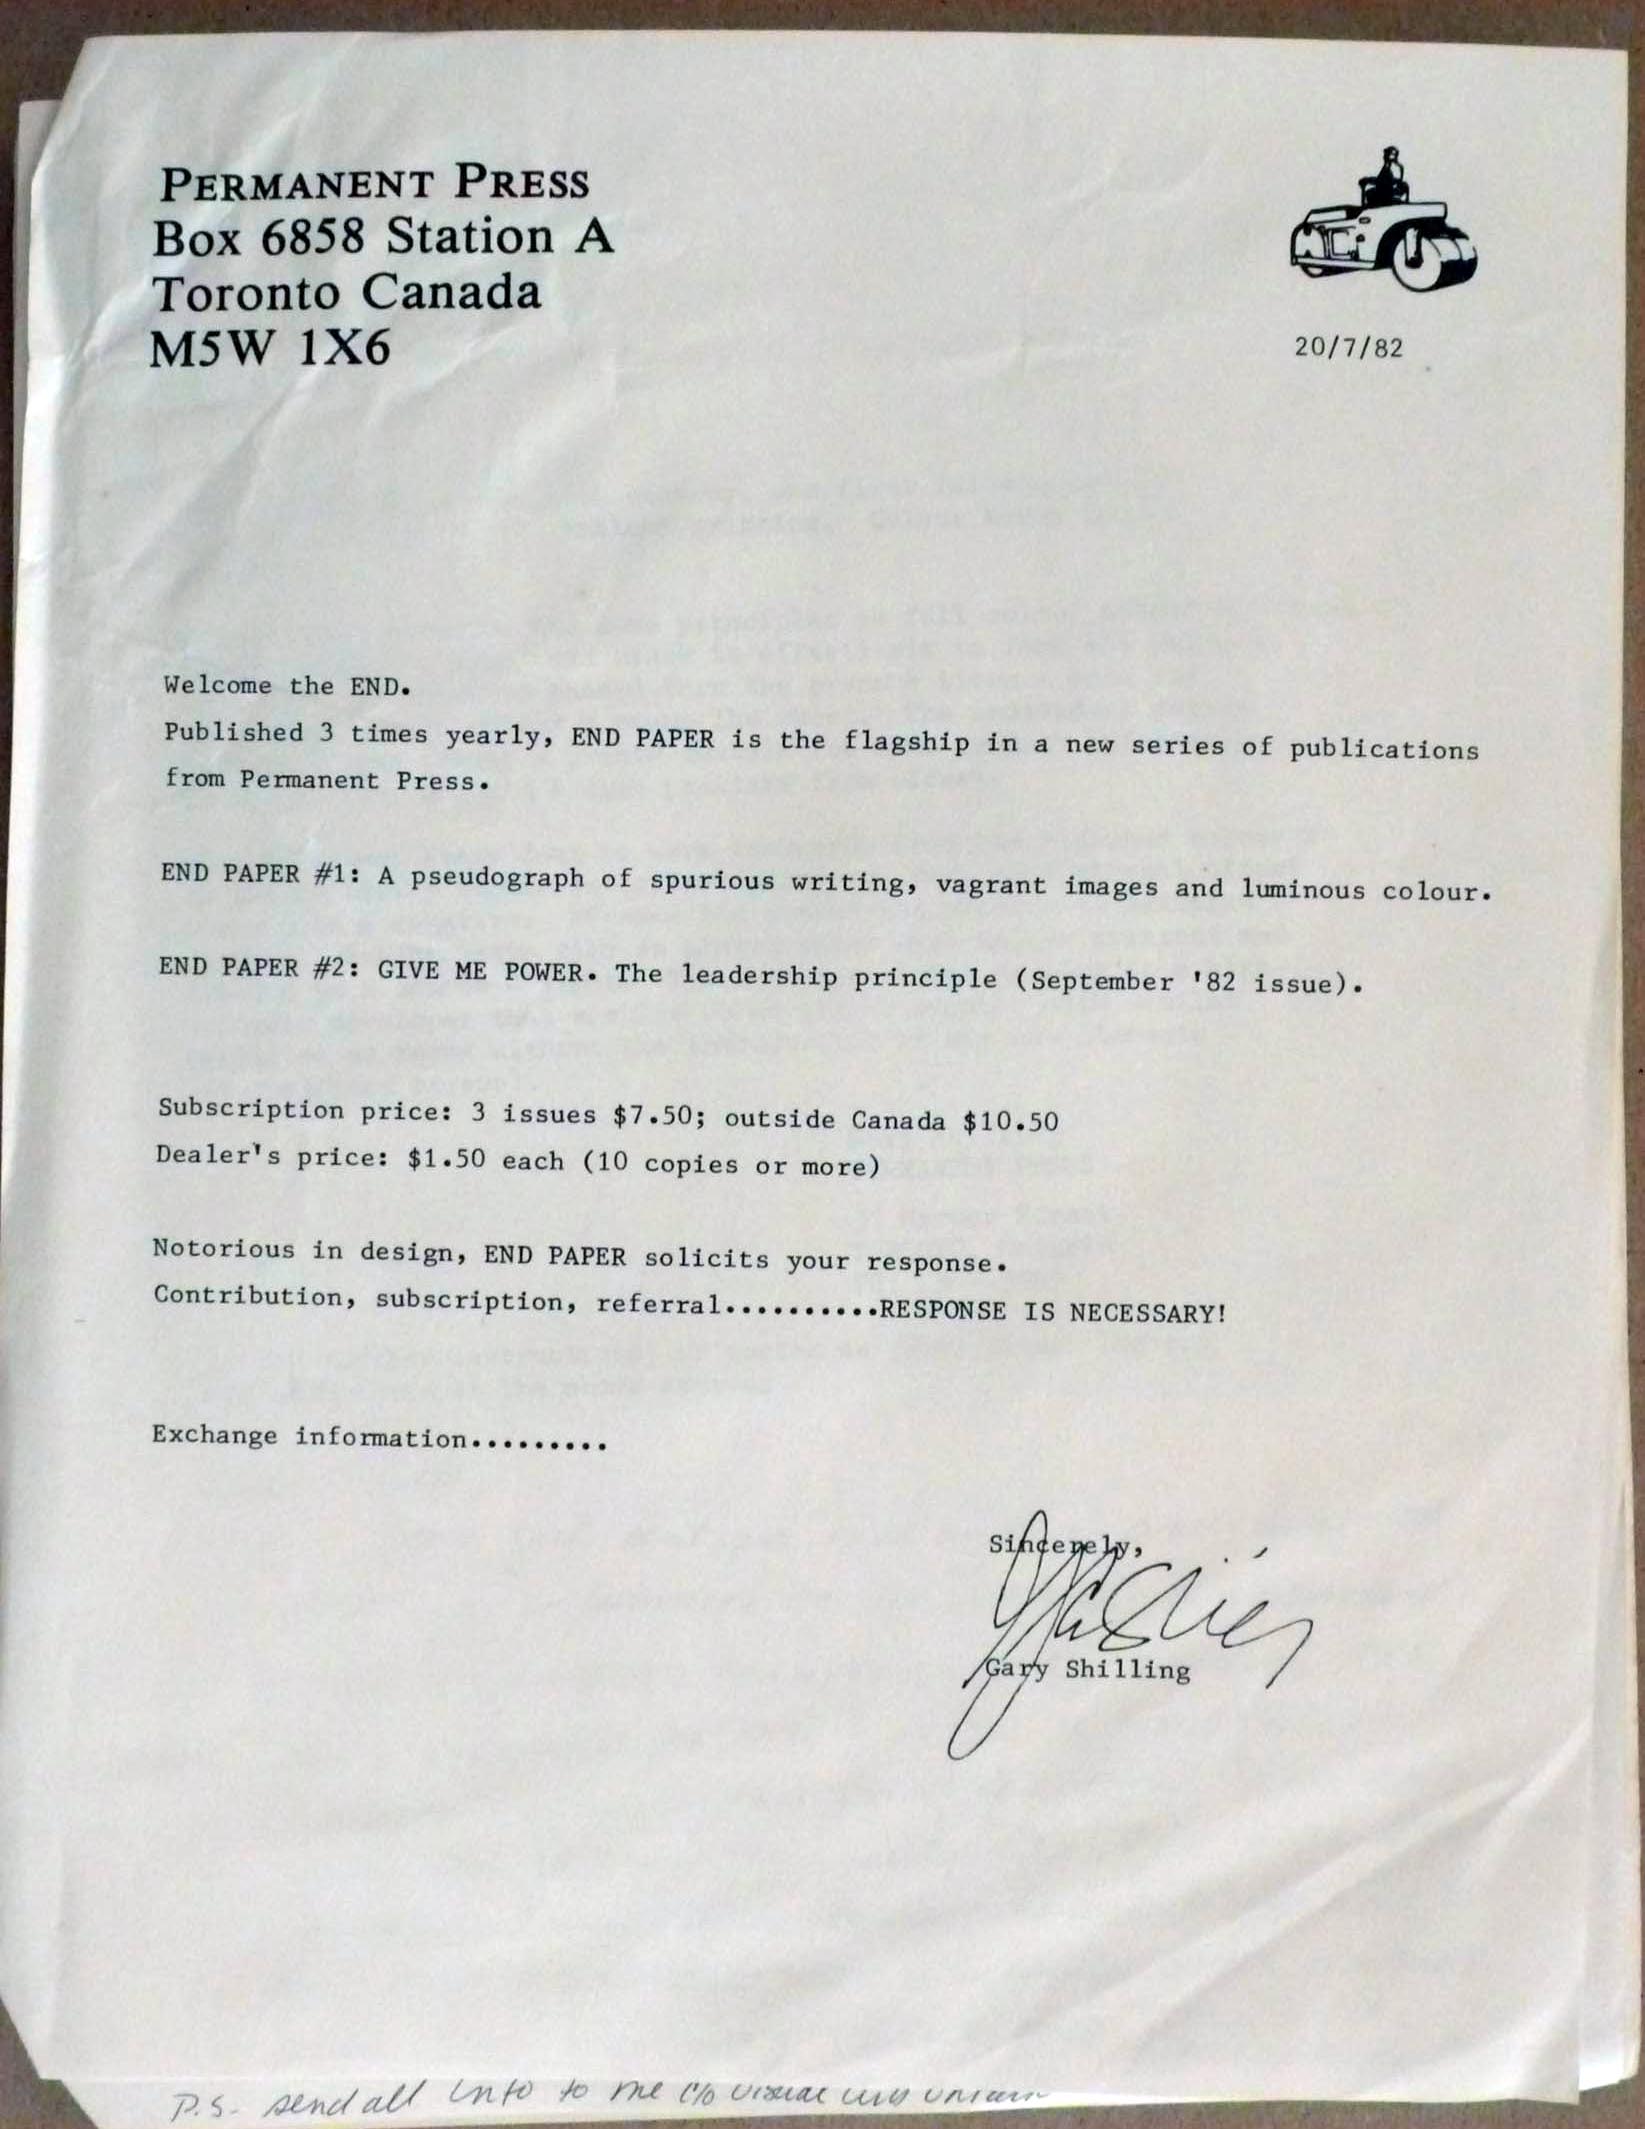 PERMANENT PRESS
Box 6858 Station A
Toronto Canada
M5W 1X6
20/7/82
Welcome the END.
Published 3 times yearly, END PAPER is the flagship in a new series of publications
from Permanent Press.
END PAPER #1: A pseudograph of spurious writing, vagrant images and luminous colour.
END PAPER #2: GIVE ME POWER. The leadership principle (September '82 issue).
Subscription price: 3 issues $7.50; outside Canada $10.50
Dealer's price: $1.50 each (10 copies or more)
Notorious in design, END PAPER solicits your response.
Contribution, subscription, referral..........RESPONSE IS NECESSARY!
Exchange information.........
Sincerely,
Gary Shilling
P.S. send all info to me c/o